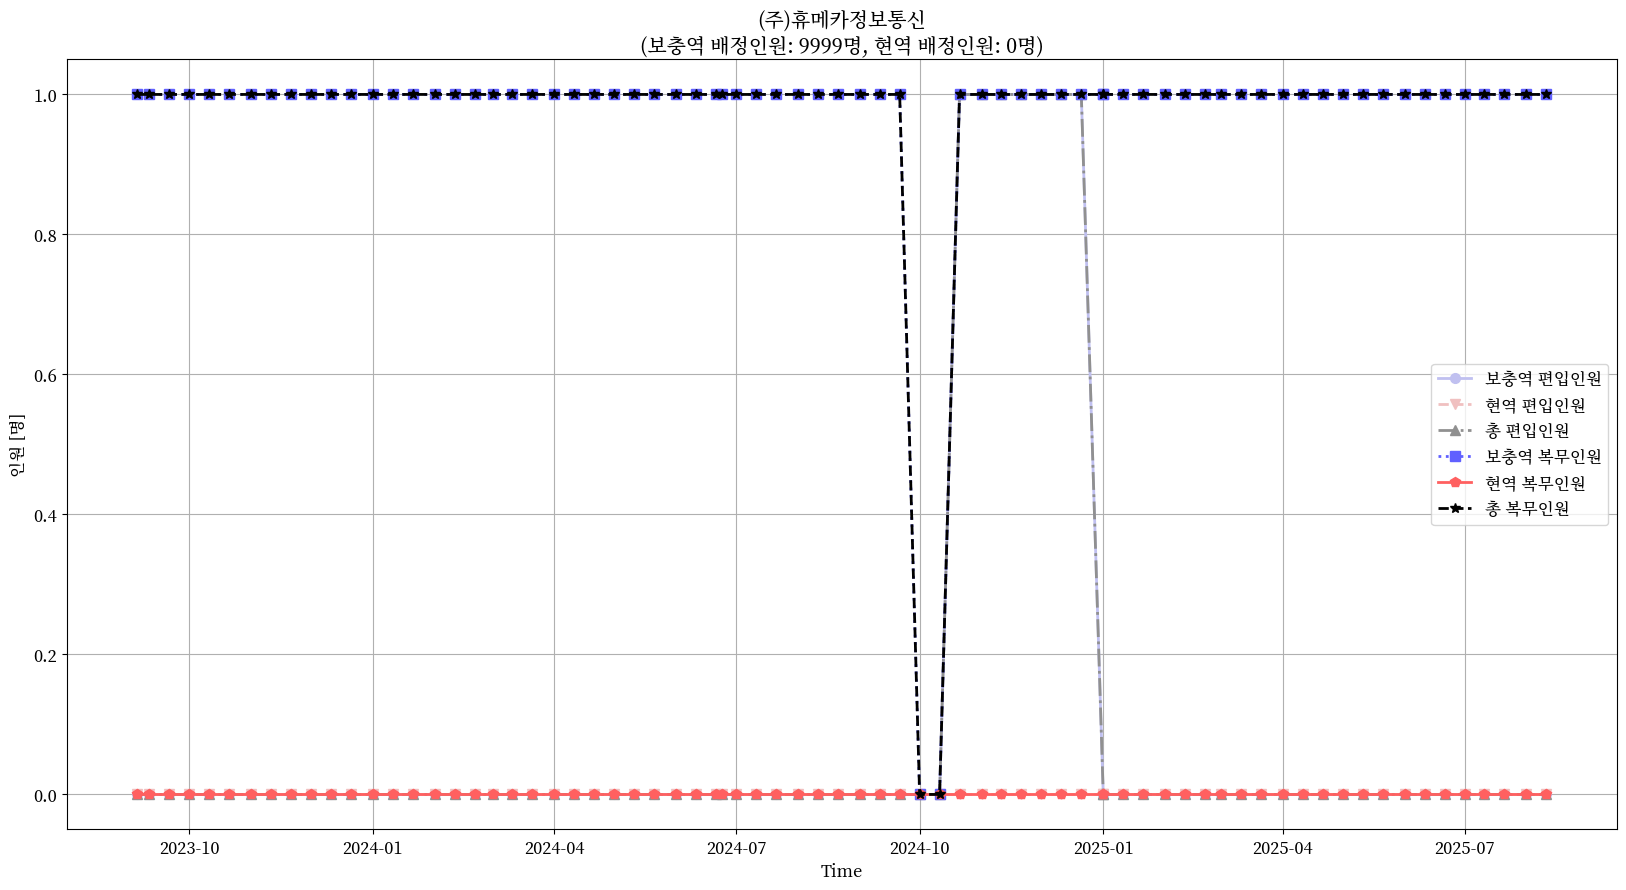 (주)휴메카정보통신
(보충역 배정인원: 9999명, 현역 배정인원: 0명)
인원 [명]
1.0
0.8
0.6
0.4
0.2
0.0
보충역 편입인원
현역 편입인원
총 편입인원
보충역 복무인원
현역 복무인원
총 복무인원
2023-10
2024-01
2024-04
2024-07
2024-10
2025-01
2025-04
2025-07
Time